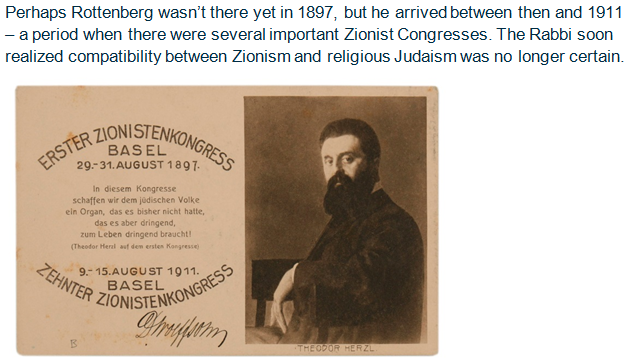 Perhaps Rottenberg wasn't there yet in 1897, but he arrived between then and 1911
– a period when there were several important Zionist Congresses. The Rabbi soon
realized compatibility between Zionism and religious Judaism was no longer certain.
ERSTER ZIONISTENKONGRESS
BASEL
29.-31. AUGUST 1897.
In diesem Kongresse
schaffen wir dem jüdischen Volke
ein Organ, das es bisher nicht hatte,
das es aber dringend,
zum Leben dringend braucht!
(Theodor Herzl auf dem ersten Kongresse)
9.-15. AUGUST 1911.
BASEL
ZEHNTER ZIONISTENKONGRESS
DWolffsohn
B
THEODOR HERZL